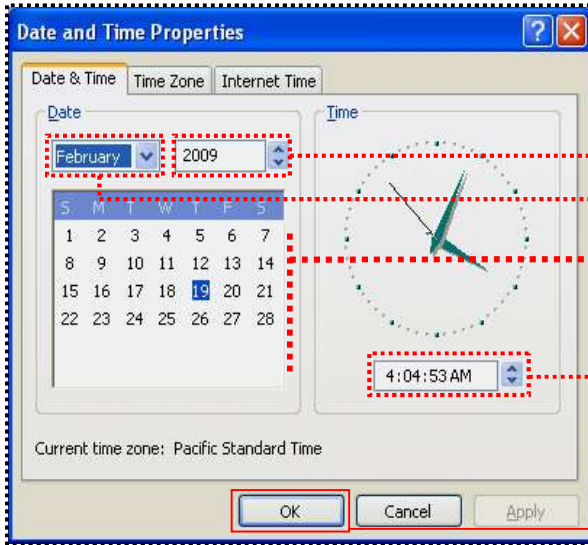 Date and Time Properties
Date & Time Time Zone Internet Time
Date Time
February 2009
S M T W T F S
1 2 3 4 5 6 7
8 9 10 11 12 13 14
15 16 17 18 19 20 21
22 23 24 25 26 27 28
4:04:53 AM
Current time zone: Pacific Standard Time
OK Cancel Apply